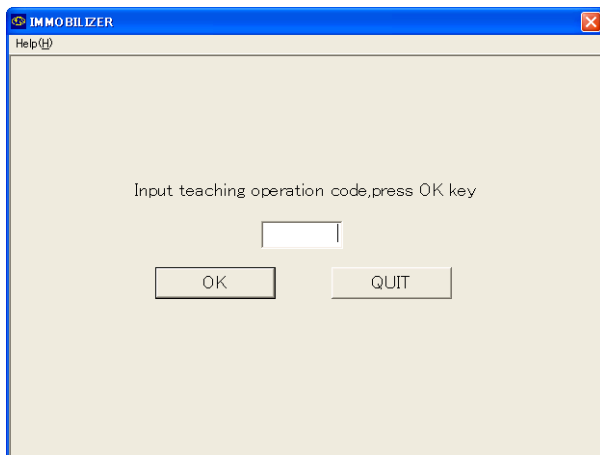 IMMOBILIZER
Help(H)
Input teaching operation code,press OK key
OK QUIT